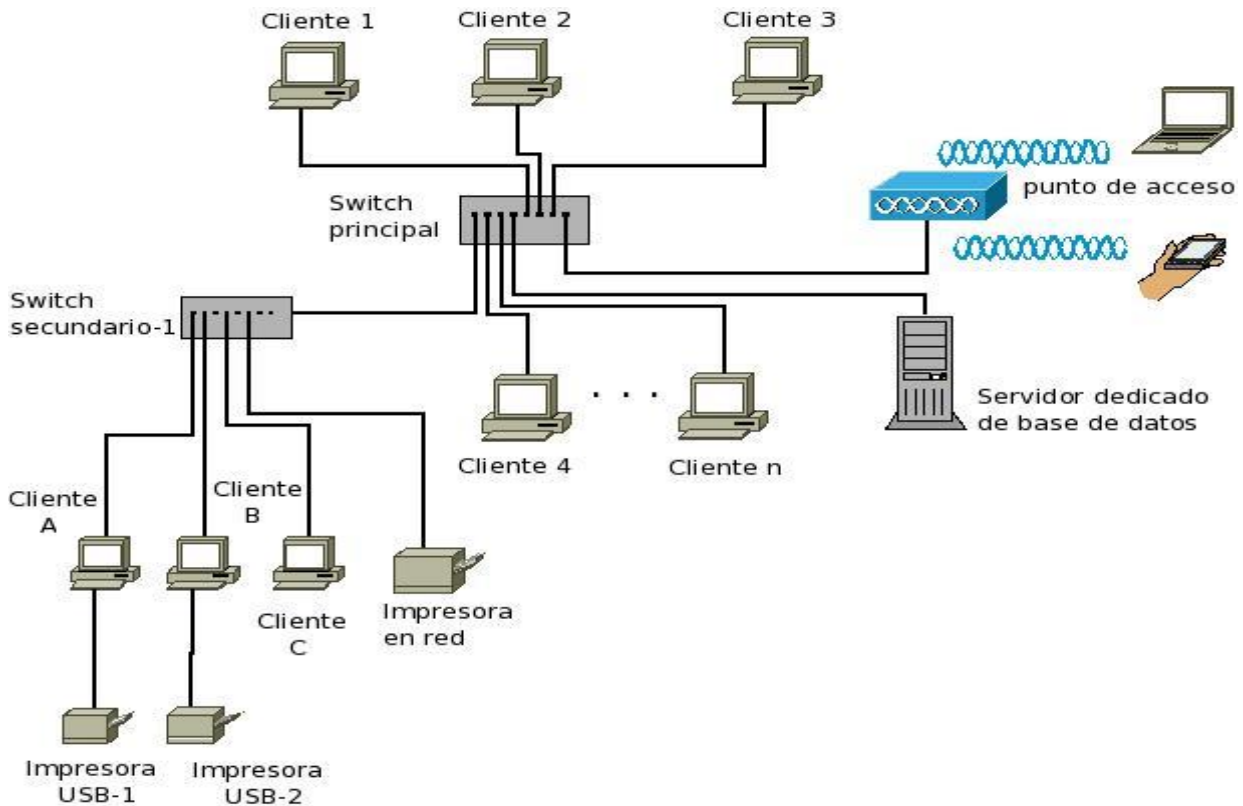 Cliente 1
Cliente 2
Cliente 3
punto de acceso
Switch
principal
Switch
secundario-1
Servidor dedicado
de base de datos
. . .
Cliente 4
Cliente n
Cliente
A
Cliente
B
Cliente
C
Impresora
en red
Impresora
USB-1
Impresora
USB-2